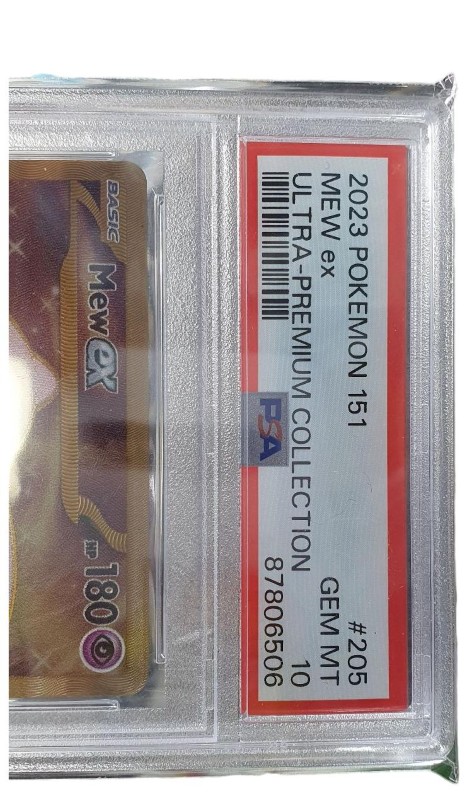 2023 POKEMON 151 #205
MEW ex GEM MT
ULTRA-PREMIUM COLLECTION 10
PSA 87806506
BASIC
Mew ex HP 180